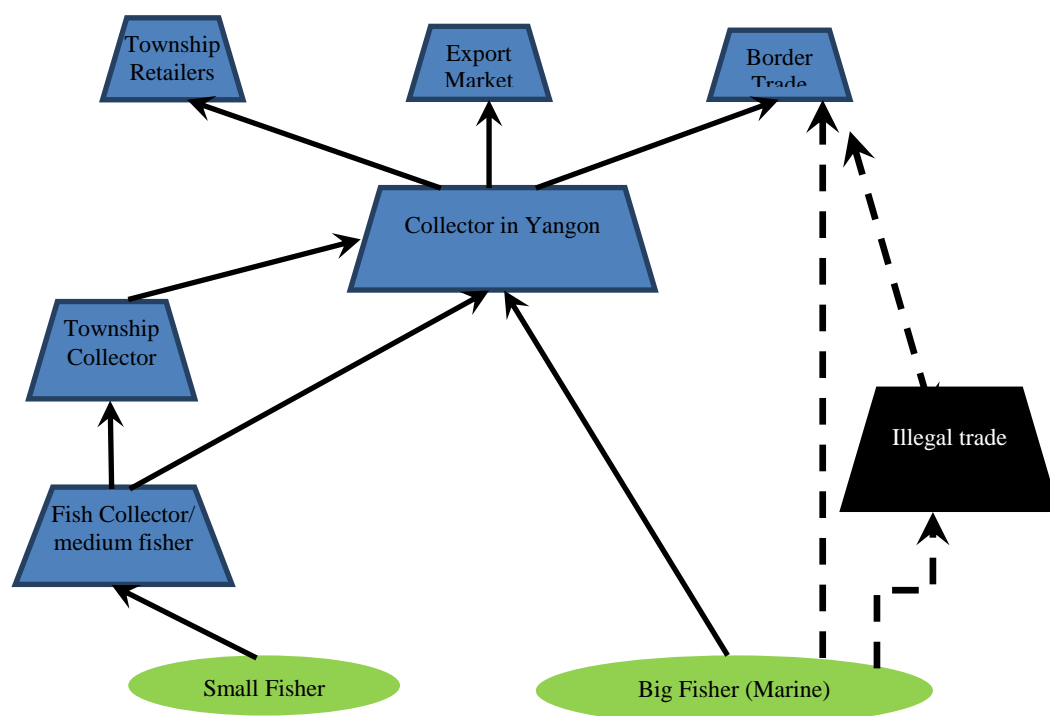 Township
Retailers
Export
Market
Border
Trade
Collector in Yangon
Township
Collector
Illegal trade
Fish Collector/
medium fisher
Small Fisher
Big Fisher (Marine)